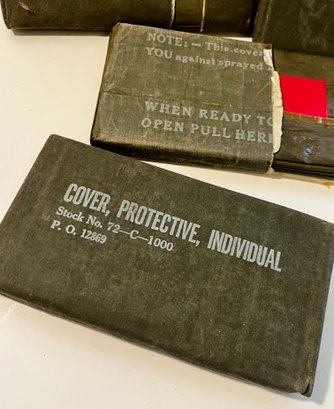 NOTE: — This cover
YOU against sprayed
WHEN READY TO
OPEN PULL HERE
COVER, PROTECTIVE, INDIVIDUAL
Stock No. 72—C—1000
P. O. 12869